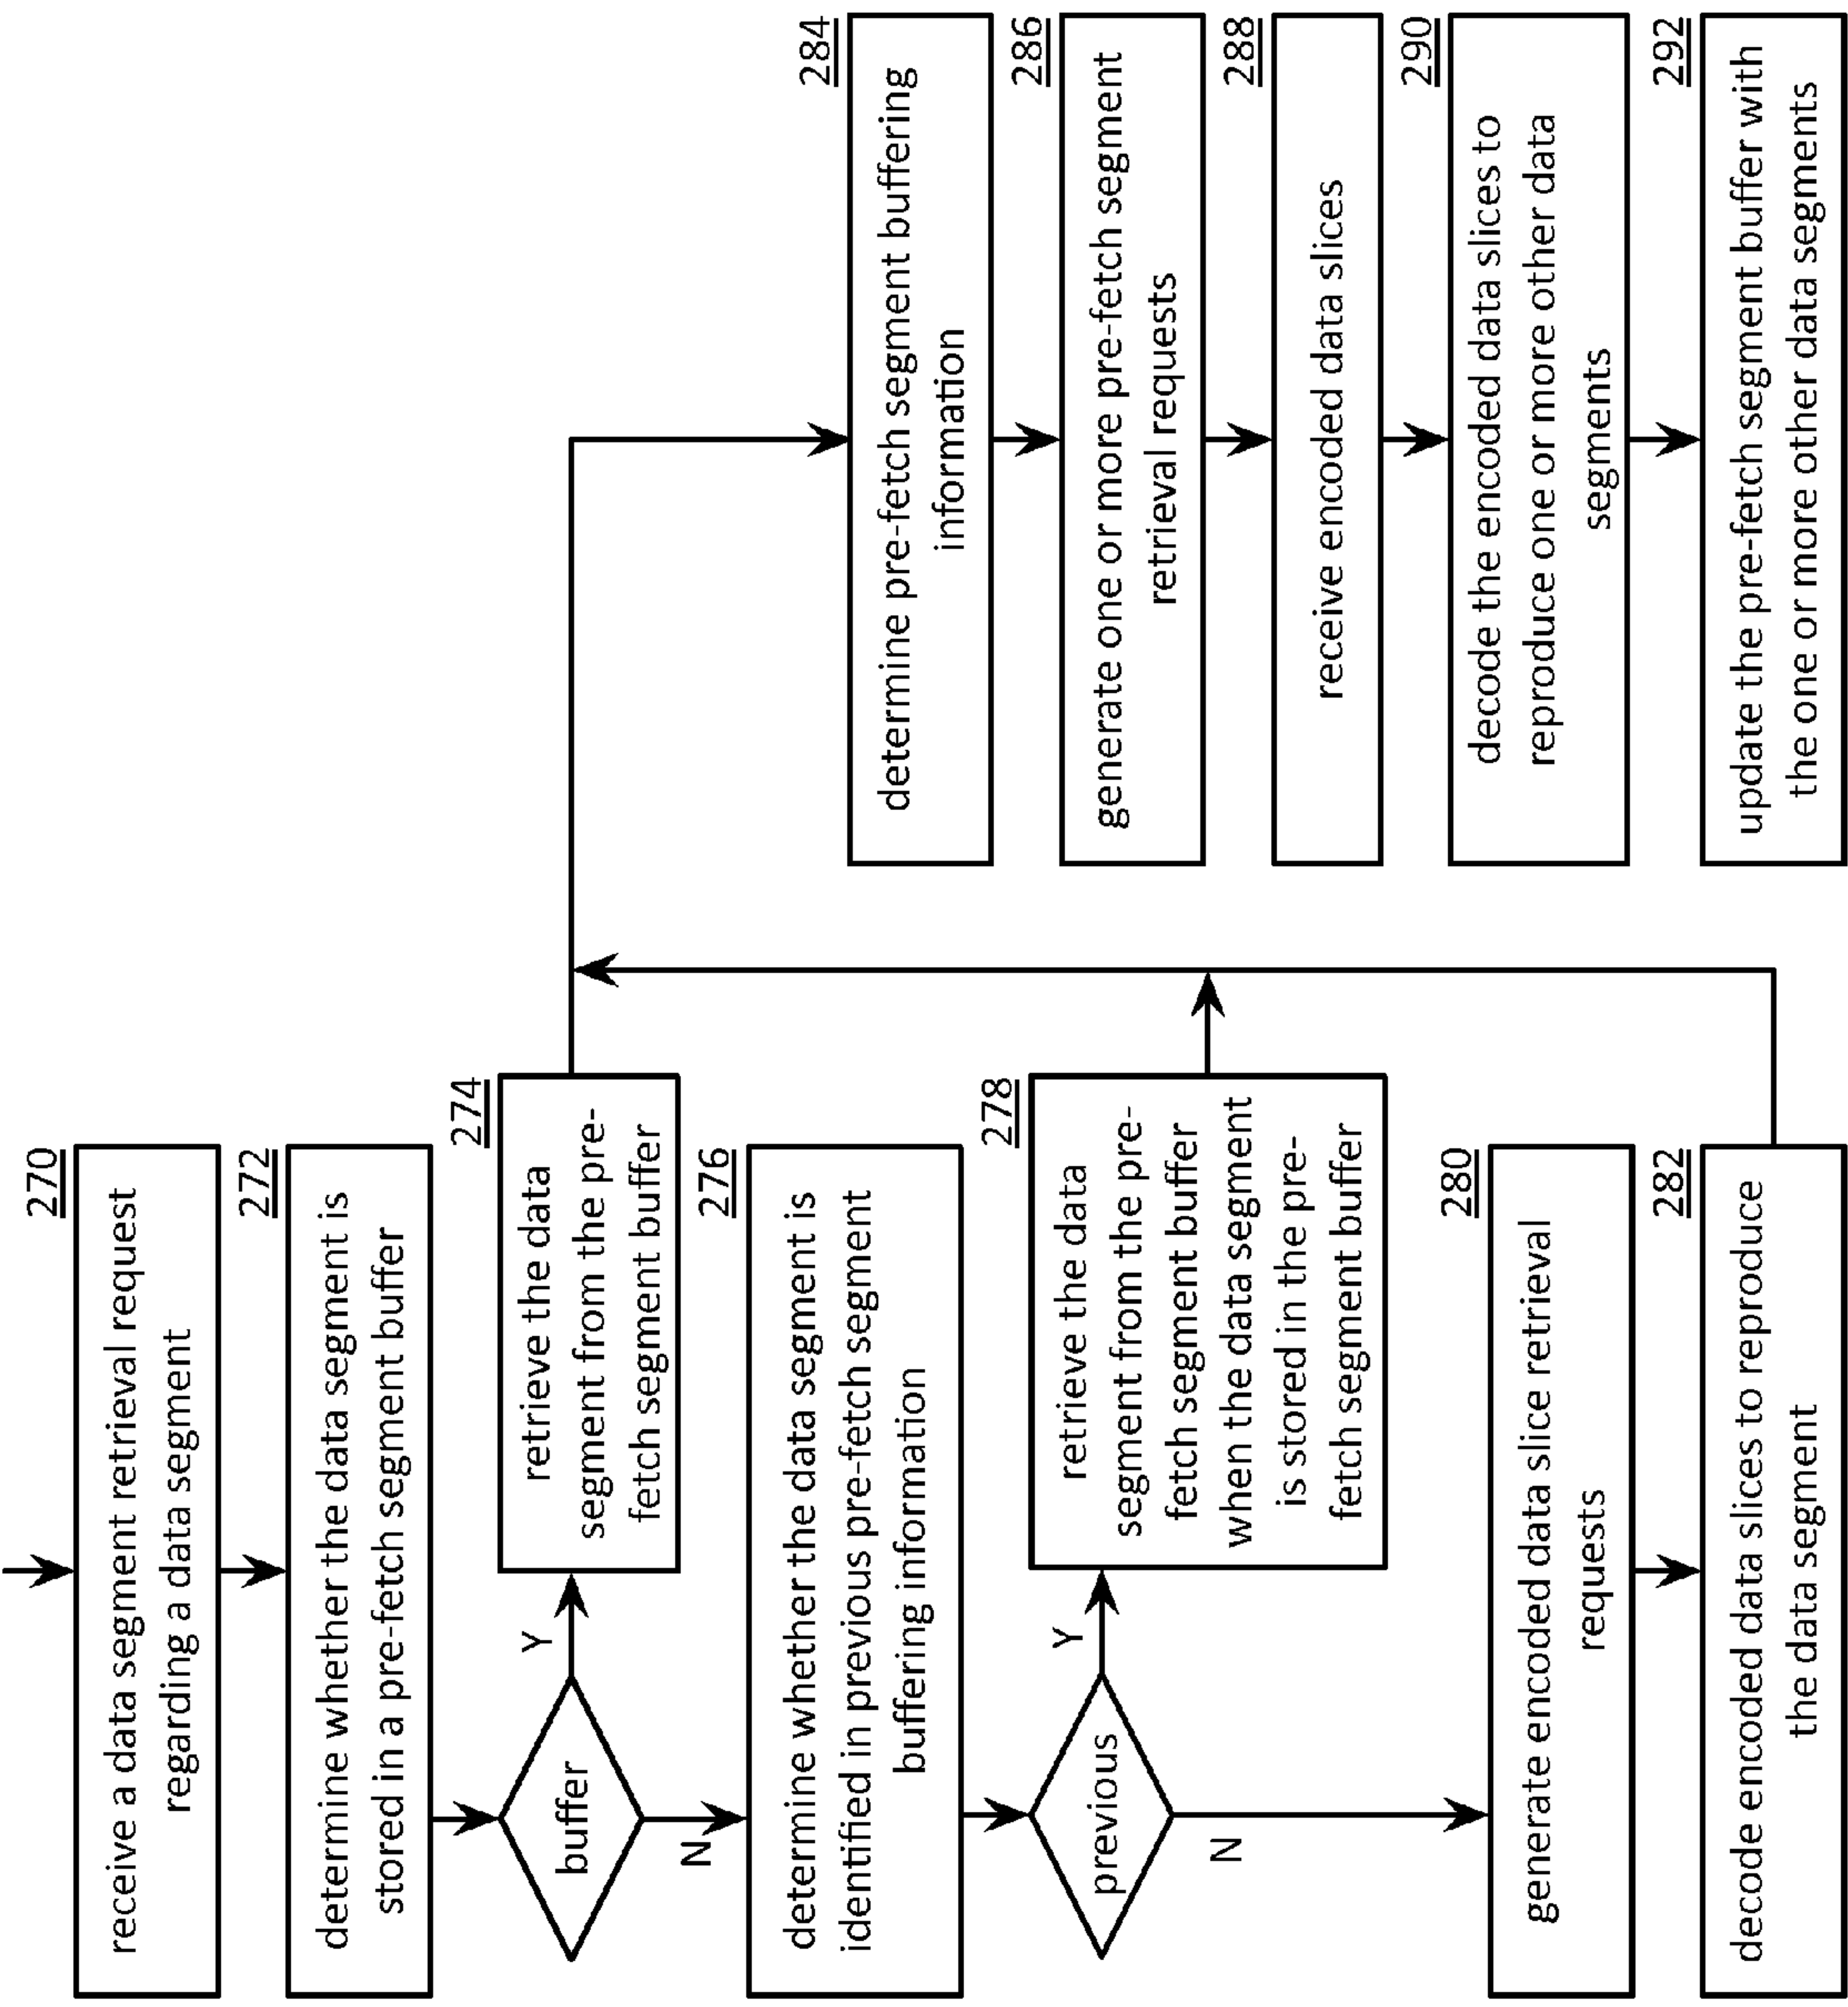 270
receive a data segment retrieval request
regarding a data segment
272
determine whether the data segment is
stored in a pre-fetch segment buffer
buffer
Y
274
retrieve the data
segment from the pre-
fetch segment buffer
N
276
determine whether the data segment is
identified in previous pre-fetch segment
buffering information
previous
Y
278
retrieve the data
segment from the pre-
fetch segment buffer
when the data segment
is stored in the pre-
fetch segment buffer
N
280
generate encoded data slice retrieval
requests
282
decode encoded data slices to reproduce
the data segment
284
determine pre-fetch segment buffering
information
286
generate one or more pre-fetch segment
retrieval requests
288
receive encoded data slices
290
decode the encoded data slices to
reproduce one or more other data
segments
292
update the pre-fetch segment buffer with
the one or more other data segments